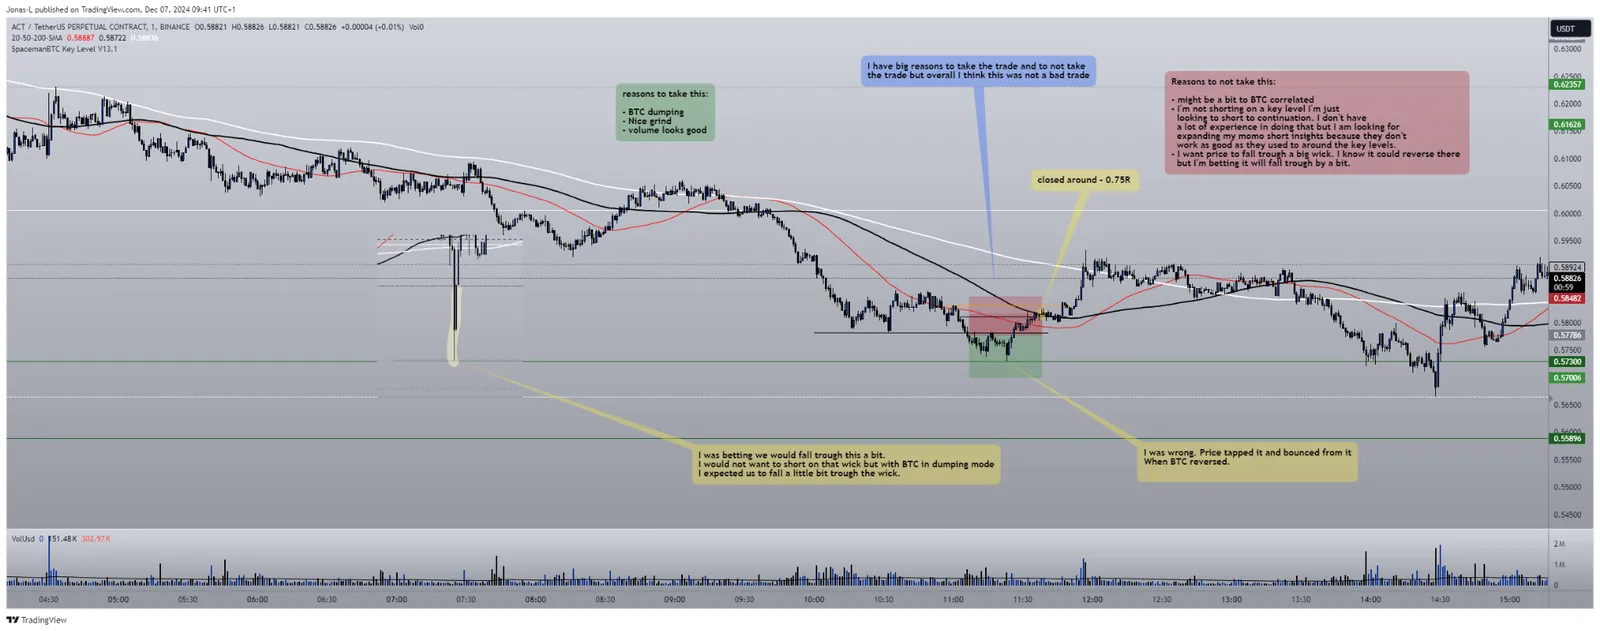 Jonas-L published on TradingView.com, Dec 07, 2024 09:41 UTC+1
ACT / TetherUS PERPETUAL CONTRACT, 1, BINANCE O0.58821 H0.58826 L0.58821 C0.58826 +0.00004 (+0.01%) Vol0
20-50-200-SMA 0.58887 0.58722 0.58836
SpacemanBTC Key Level V13.1
USDT
I have big reasons to take the trade and to not take
the trade but overall I think this was not a bad trade
reasons to take this:
- BTC dumping
- Nice grind
- volume looks good
Reasons to not take this:
- might be a bit to BTC correlated
- I'm not shorting on a key level I'm just
looking to short to continuation. I don't have
a lot of experience in doing that but I am looking for
expanding my momo short insights because they don't
work as good as they used to around the key levels.
- I want price to fall trough a big wick. I know it could reverse there
but I'm betting it will fall trough by a bit.
closed around - 0.75R
I was betting we would fall trough this a bit.
I would not want to short on that wick but with BTC in dumping mode
I expected us to fall a little bit trough the wick.
I was wrong. Price tapped it and bounced from it
When BTC reversed.
0.63000
0.62500
0.62357
0.62000
0.61626
0.61000
0.60500
0.60000
0.59500
0.58924
0.58826
00:59
0.58482
0.58000
0.57786
0.57500
0.57300
0.57006
0.56500
0.55896
0.55500
0.55000
0.54500
VolUsd 0 151.48K 302.97K
2M
1M
0
04:30 05:00 05:30 06:00 06:30 07:00 07:30 08:00 08:30 09:00 09:30 10:00 10:30 11:00 11:30 12:00 12:30 13:00 13:30 14:00 14:30 15:00
TradingView